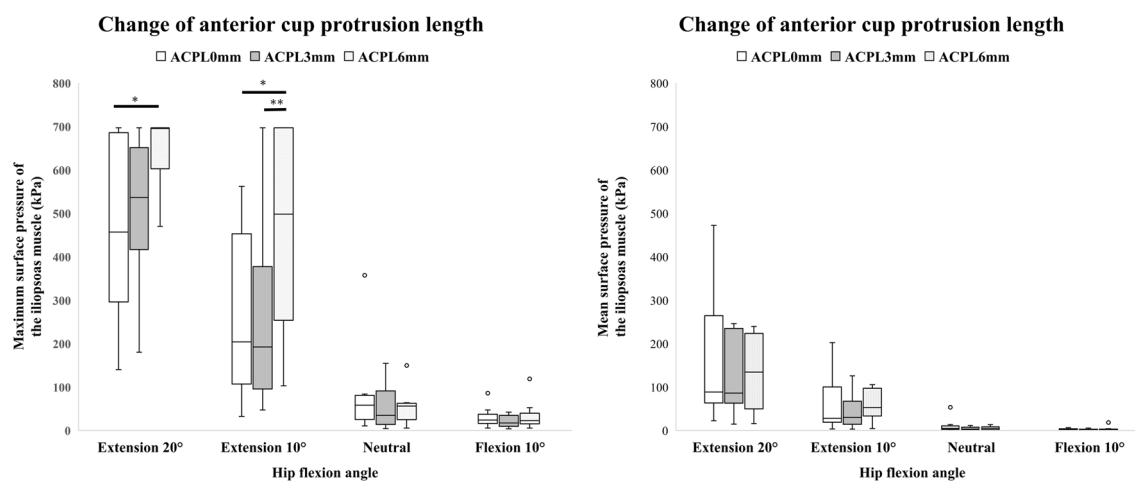 Change of anterior cup protrusion length
ACPL0mm ACPL3mm ACPL6mm
Maximum surface pressure of
the iliopsoas muscle (kPa)
800
700
600
500
400
300
200
100
0
*
*
**
Extension 20° Extension 10° Neutral Flexion 10°
Hip flexion angle
Change of anterior cup protrusion length
ACPL0mm ACPL3mm ACPL6mm
Mean surface pressure of
the iliopsoas muscle (kPa)
800
700
600
500
400
300
200
100
0
Extension 20° Extension 10° Neutral Flexion 10°
Hip flexion angle